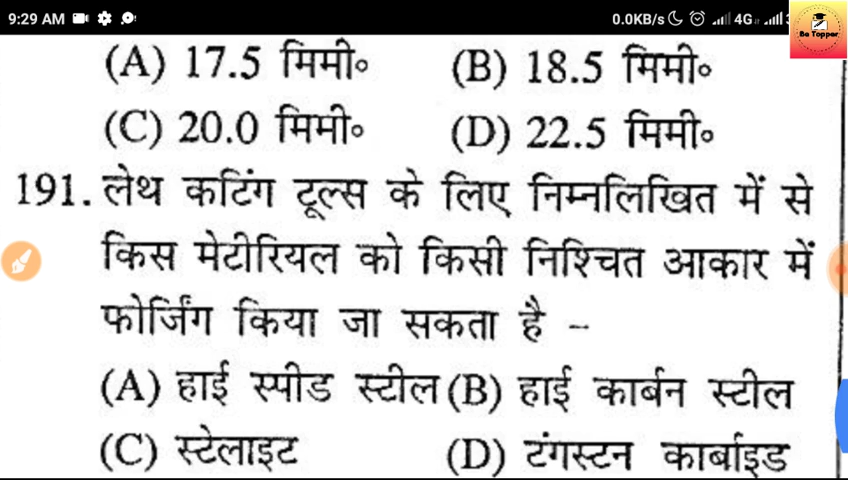 9:29 AM 0.0KB/s 4G
Be Topper
(A) 17.5 मिमी॰ (B) 18.5 मिमी॰
(C) 20.0 मिमी॰ (D) 22.5 मिमी॰
191. लेथ कटिंग टूल्स के लिए निम्नलिखित में से
किस मेटीरियल को किसी निश्चित आकार में
फोर्जिंग किया जा सकता है –
(A) हाई स्पीड स्टील (B) हाई कार्बन स्टील
(C) स्टेलाइट (D) टंगस्टन कार्बाइड